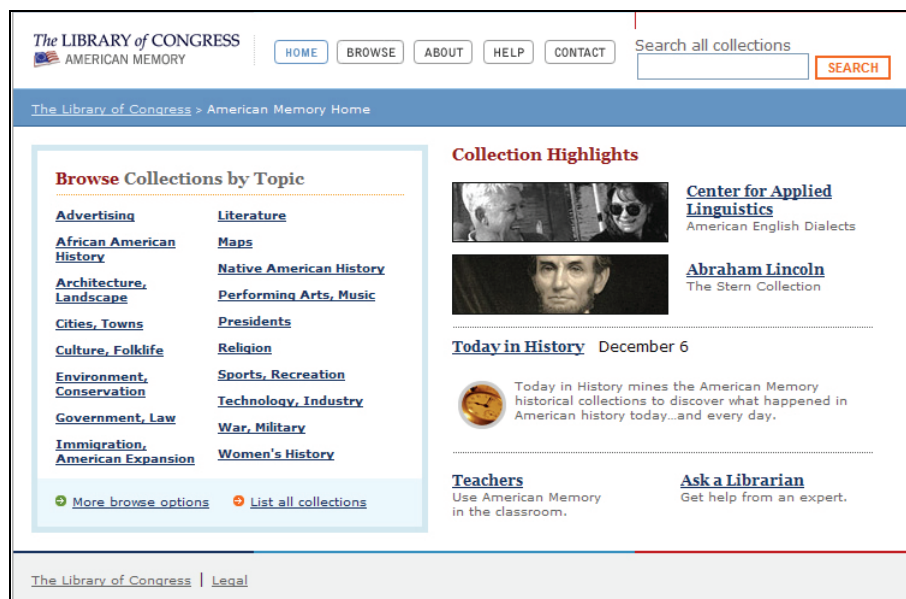 The LIBRARY of CONGRESS
AMERICAN MEMORY
HOME
BROWSE
ABOUT
HELP
CONTACT
Search all collections
SEARCH
The Library of Congress > American Memory Home
Browse Collections by Topic
Advertising
African American
History
Architecture,
Landscape
Cities, Towns
Culture, Folklife
Environment,
Conservation
Government, Law
Immigration,
American Expansion
Literature
Maps
Native American History
Performing Arts, Music
Presidents
Religion
Sports, Recreation
Technology, Industry
War, Military
Women's History
More browse options
List all collections
Collection Highlights
Center for Applied
Linguistics
American English Dialects
Abraham Lincoln
The Stern Collection
Today in History December 6
Today in History mines the American Memory
historical collections to discover what happened in
American history today...and every day.
Teachers
Use American Memory
in the classroom.
Ask a Librarian
Get help from an expert.
The Library of Congress | Legal